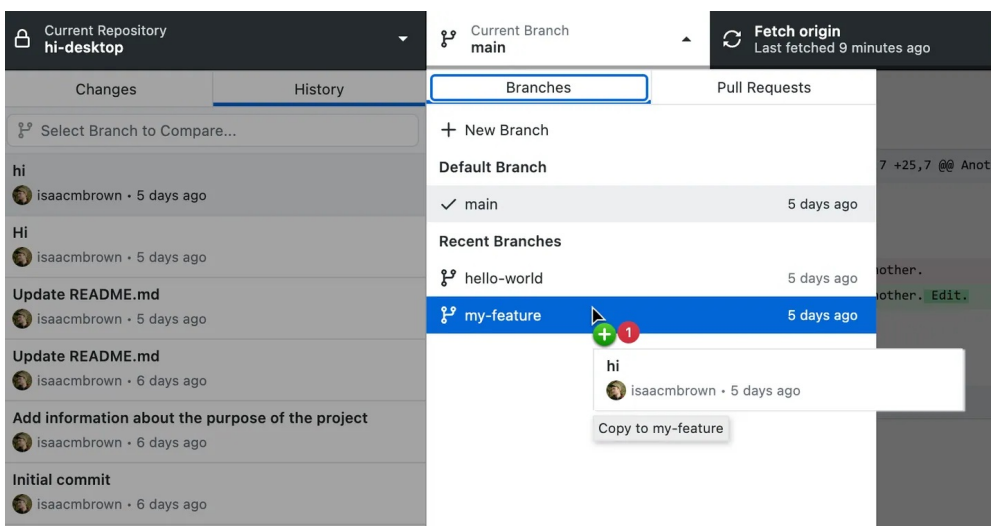 Current Repository
hi-desktop
Current Branch
main
Fetch origin
Last fetched 9 minutes ago
Changes
History
Select Branch to Compare...
hi
isaacmbrown • 5 days ago
Hi
isaacmbrown • 5 days ago
Update README.md
isaacmbrown • 5 days ago
Update README.md
isaacmbrown • 6 days ago
Add information about the purpose of the project
isaacmbrown • 6 days ago
Initial commit
isaacmbrown • 6 days ago
Branches
Pull Requests
New Branch
Default Branch
main
5 days ago
Recent Branches
hello-world
5 days ago
my-feature
5 days ago
1
hi
isaacmbrown • 5 days ago
Copy to my-feature
7 +25,7 @@ Anot
other.
other. Edit.